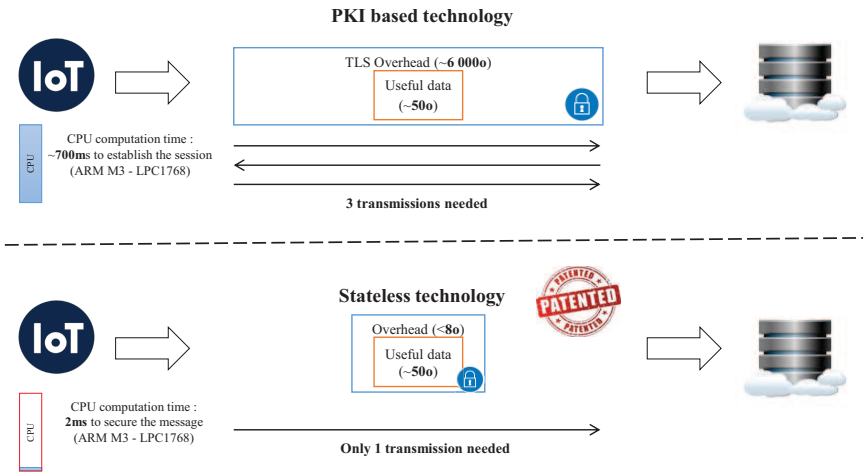 PKI based technology
IoT
TLS Overhead (~6 000o)
Useful data
(~50o)
CPU
CPU computation time :
~700ms to establish the session
(ARM M3 - LPC1768)
3 transmissions needed
Stateless technology
PATENTED
PATENTED
PATENTED
IoT
Overhead (<8o)
Useful data
(~50o)
CPU
CPU computation time :
2ms to secure the message
(ARM M3 - LPC1768)
Only 1 transmission needed